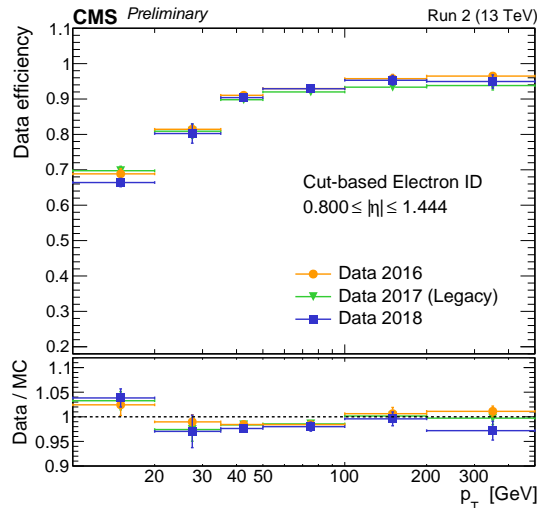 CMS Preliminary Run 2 (13 TeV)
Data efficiency
1.1
1
0.9
0.8
0.7
0.6
0.5
0.4
0.3
0.2
Cut-based Electron ID
0.800 ≤ |η| ≤ 1.444
Data 2016
Data 2017 (Legacy)
Data 2018
Data / MC
1.1
1.05
1
0.95
0.9
20 30 40 50 100 200 300
p_T [GeV]